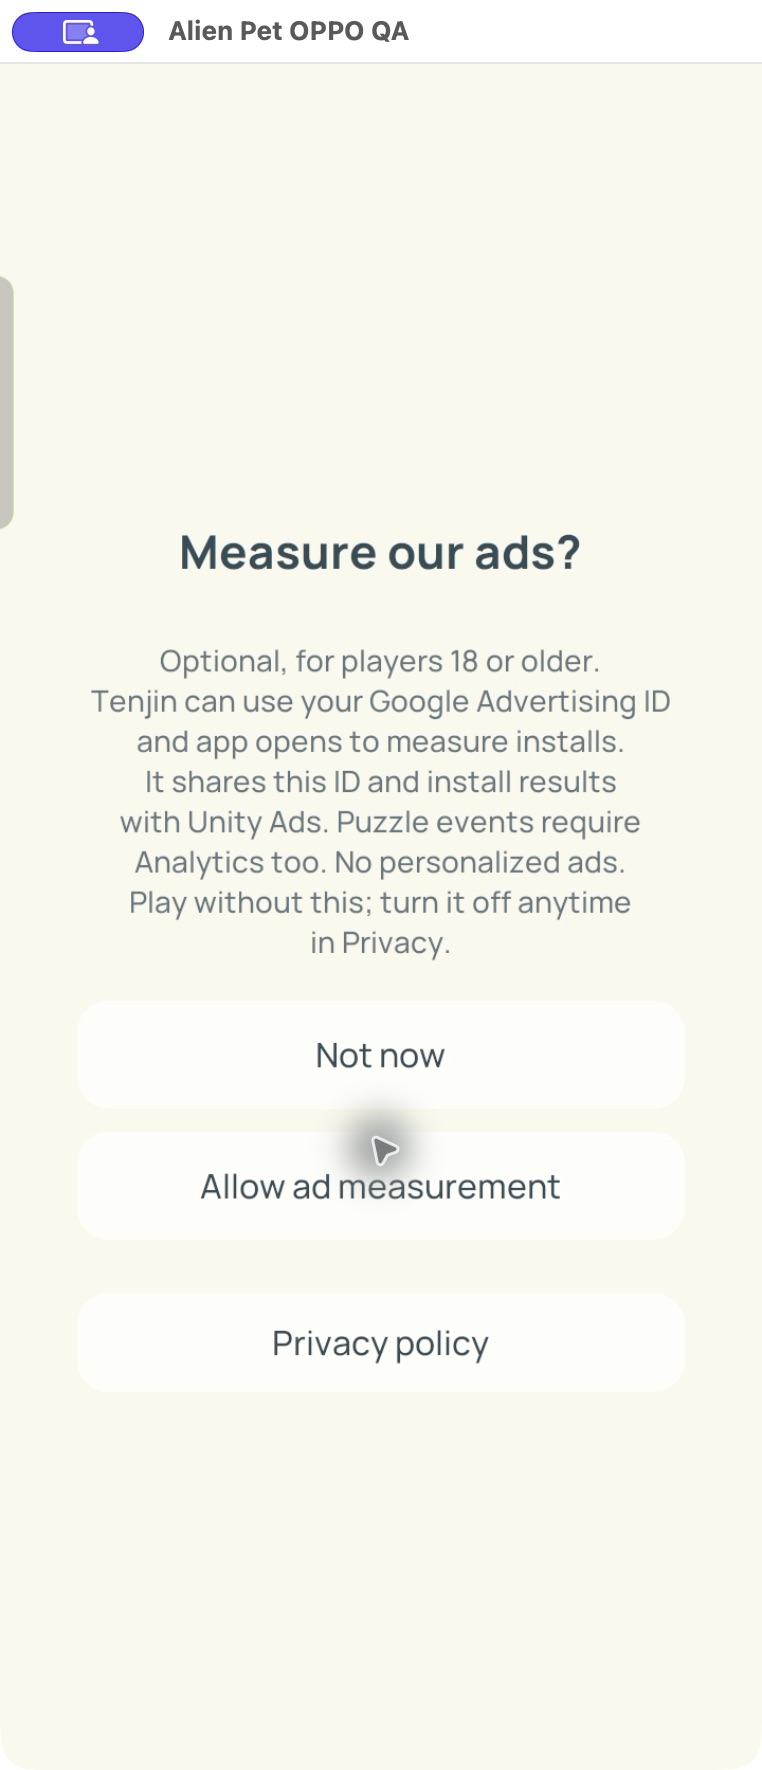 Alien Pet OPPO QA
Measure our ads?
Optional, for players 18 or older.
Tenjin can use your Google Advertising ID
and app opens to measure installs.
It shares this ID and install results
with Unity Ads. Puzzle events require
Analytics too. No personalized ads.
Play without this; turn it off anytime
in Privacy.
Not now
Allow ad measurement
Privacy policy